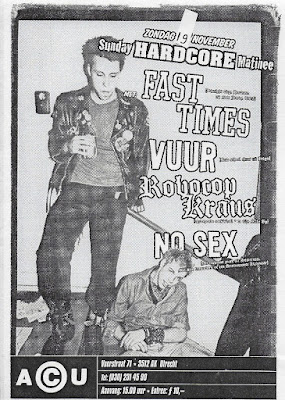 ZONDAG 9 NOVEMBER
Sunday HARDCORE Matinee
MET
FAST
TIMES
VUUR
Robocop
Kraus
NO SEX
ACU
Voorstraat 71 • 3512 AK Utrecht
Tel: (030) 231 45 90
Aanvang: 15.00 uur • Entree: f 10,-